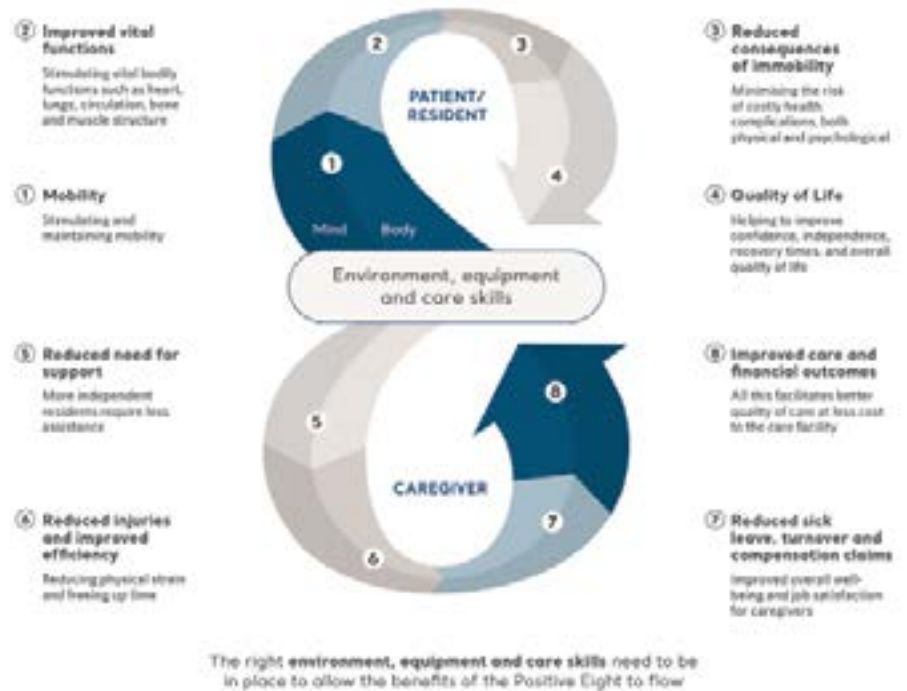 ② Improved vital
functions
Stimulating vital bodily
functions such as heart,
lungs, circulation, bone
and muscle structure
① Mobility
Stimulating and
maintaining mobility
2
3
PATIENT/
RESIDENT
1
4
Mind Body
③ Reduced
consequences
of immobility
Minimising the risk
of costly health
complications, both
physical and psychological
④ Quality of Life
Helping to improve
confidence, independence,
recovery times, and overall
quality of life
Environment, equipment
and care skills
⑤ Reduced need for
support
More independent
residents require less
assistance
⑥ Reduced injuries
and improved
efficiency
Reducing physical strain
and freeing up time
8
5
CAREGIVER
7
6
⑧ Improved care and
financial outcomes
All this facilitates better
quality of care at less cost
to the care facility
⑦ Reduced sick
leave, turnover and
compensation claims
Improved overall well-
being and job satisfaction
for caregivers
The right environment, equipment and care skills need to be
in place to allow the benefits of the Positive Eight to flow